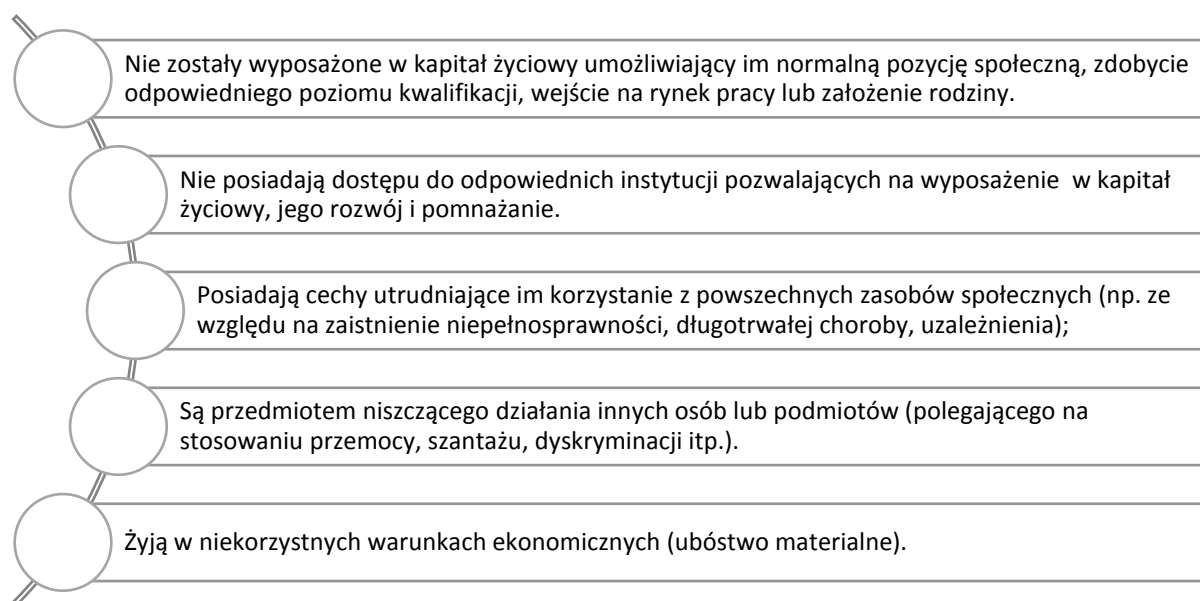 Nie zostały wyposażone w kapitał życiowy umożliwiający im normalną pozycję społeczną, zdobycie
odpowiedniego poziomu kwalifikacji, wejście na rynek pracy lub założenie rodziny.
Nie posiadają dostępu do odpowiednich instytucji pozwalających na wyposażenie  w kapitał
życiowy, jego rozwój i pomnażanie.
Posiadają cechy utrudniające im korzystanie z powszechnych zasobów społecznych (np. ze
względu na zaistnienie niepełnosprawności, długotrwałej choroby, uzależnienia);
Są przedmiotem niszczącego działania innych osób lub podmiotów (polegającego na
stosowaniu przemocy, szantażu, dyskryminacji itp.).
Żyją w niekorzystnych warunkach ekonomicznych (ubóstwo materialne).